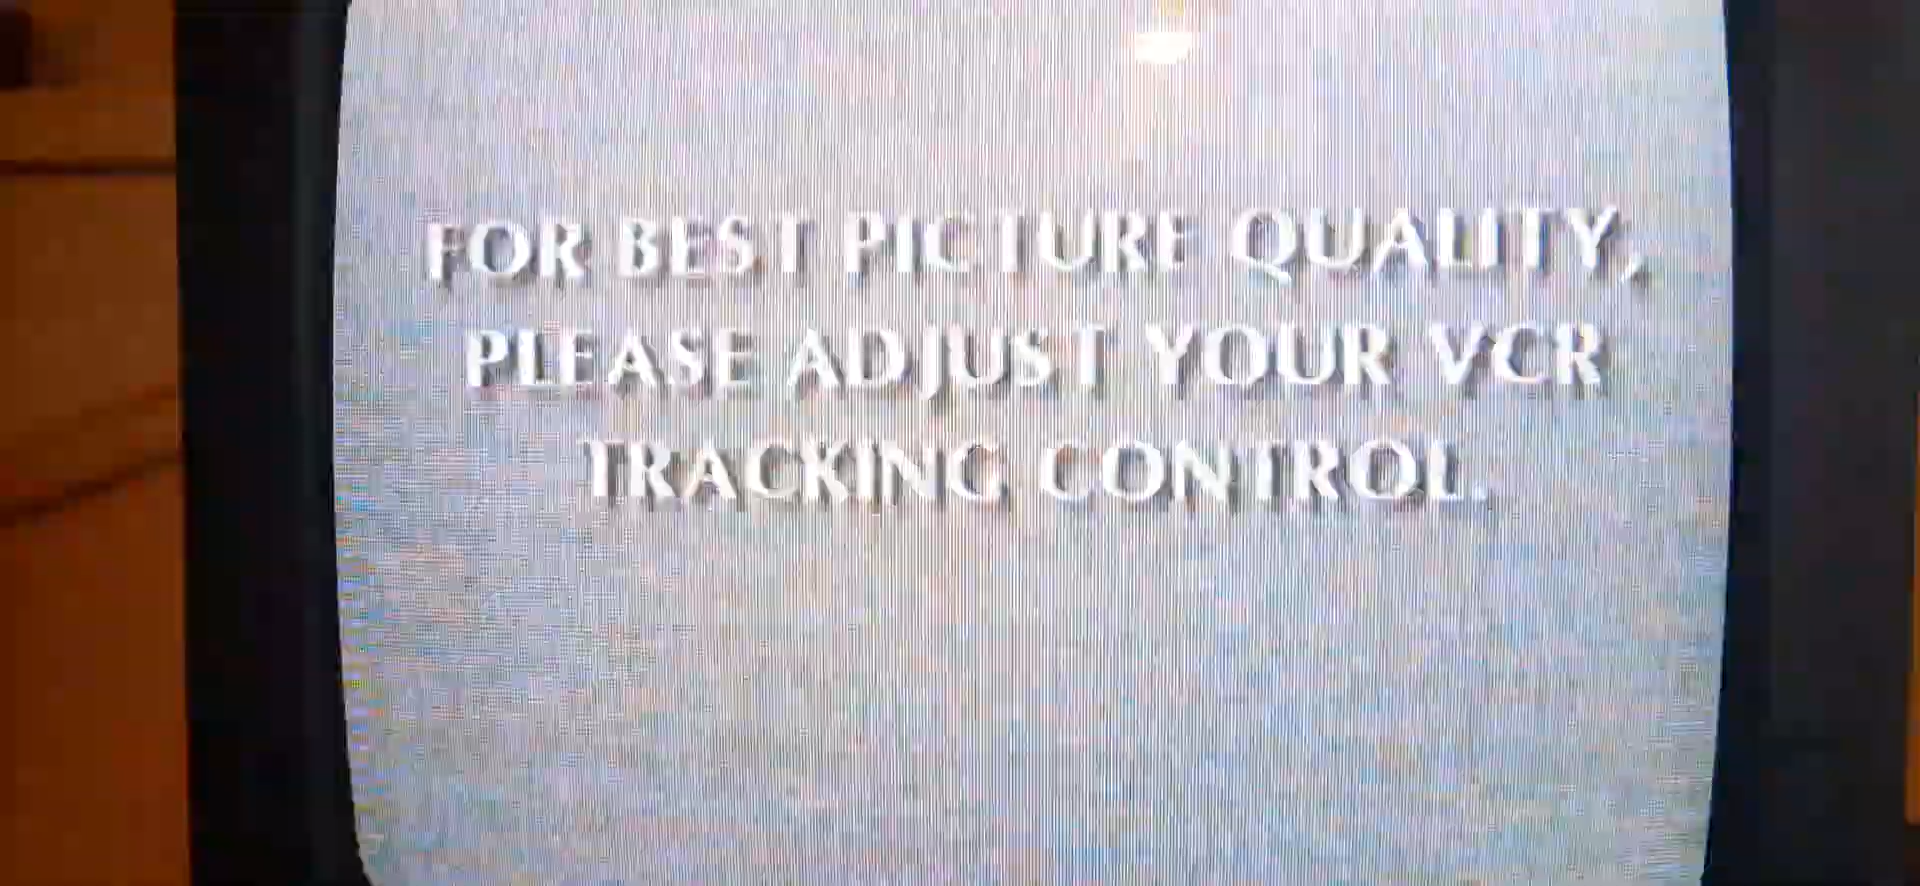 FOR BEST PICTURE QUALITY,
PLEASE ADJUST YOUR VCR
TRACKING CONTROL.